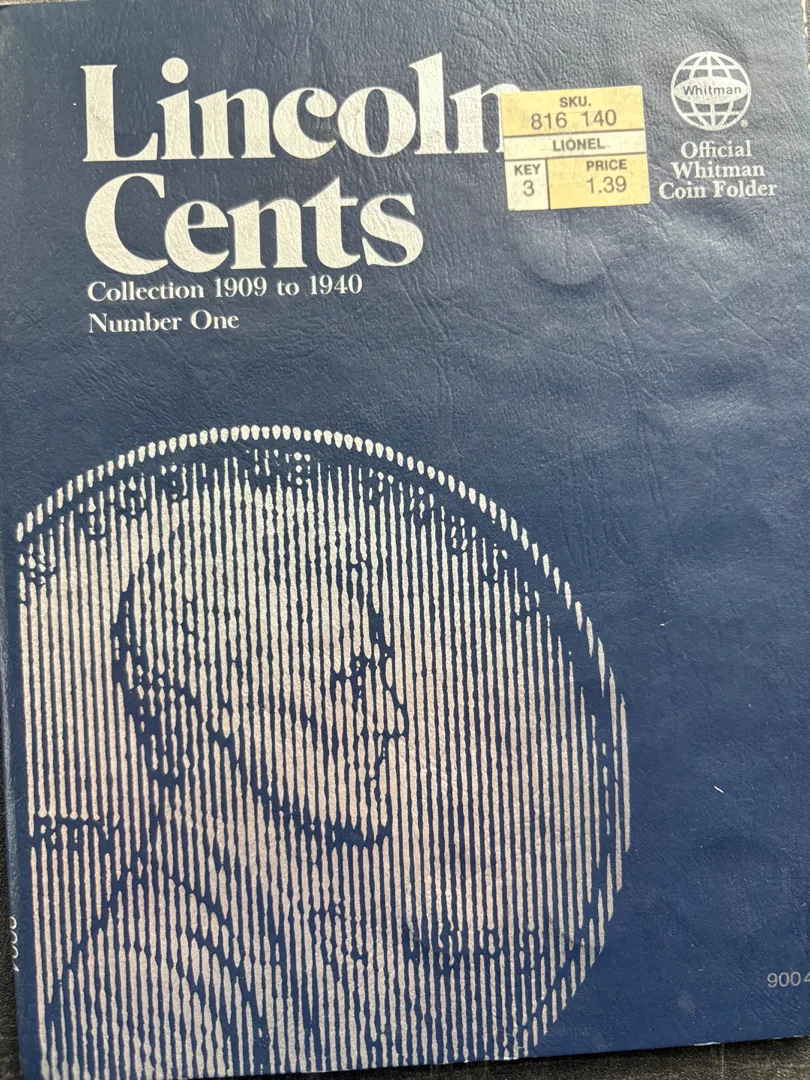 Lincoln
Cents
Collection 1909 to 1940
Number One
SKU.
816 140
LIONEL
KEY
3
PRICE
1.39
Whitman
®
Official
Whitman
Coin Folder
9004